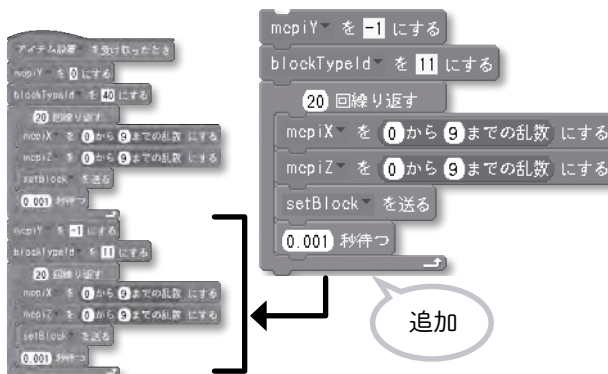 アイテム設置 を受け取ったとき
mcpiY を 0 にする
blockTypeId を 40 にする
20 回繰り返す
mcpiX を 0 から 9 までの乱数 にする
mcpiZ を 0 から 9 までの乱数 にする
setBlock を送る
0.001 秒待つ
mcpiY を -1 にする
blockTypeId を 11 にする
20 回繰り返す
mcpiX を 0 から 9 までの乱数 にする
mcpiZ を 0 から 9 までの乱数 にする
setBlock を送る
0.001 秒待つ
mcpiY を -1 にする
blockTypeId を 11 にする
20 回繰り返す
mcpiX を 0 から 9 までの乱数 にする
mcpiZ を 0 から 9 までの乱数 にする
setBlock を送る
0.001 秒待つ
追加